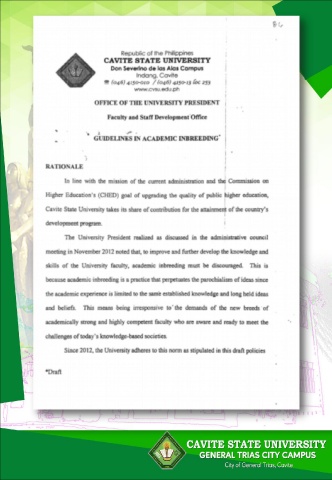 Republic of the Philippines
CAVITE STATE UNIVERSITY
Don Severino de las Alas Campus
Indang, Cavite
www.cvsu.edu.ph
OFFICE OF THE UNIVERSITY PRESIDENT
Faculty and Staff Development Office
GUIDELINES IN ACADEMIC INBREEDING*
RATIONALE
In line with the mission of the current administration and the Commission on
Higher Education's (CHED) goal of upgrading the quality of public higher education,
Cavite State University takes its share of contribution for the attainment of the country's
development program.
The University President realized as discussed in the administrative council
meeting in November 2012 noted that, to improve and further develop the knowledge and
skills of the University faculty, academic inbreeding must be discouraged. This is
because academic inbreeding is a practice that perpetuates the parochialism of ideas since
the academic experience is limited to the same established knowledge and long held ideas
and beliefs. This means being irresponsive to the demands of the new breeds of
academically strong and highly competent faculty who are aware and ready to meet the
challenges of today's knowledge-based societies.
Since 2012, the University adheres to this norm as stipulated in this draft policies
*Draft
CAVITE STATE UNIVERSITY
GENERAL TRIAS CITY CAMPUS
City of General Trias, Cavite